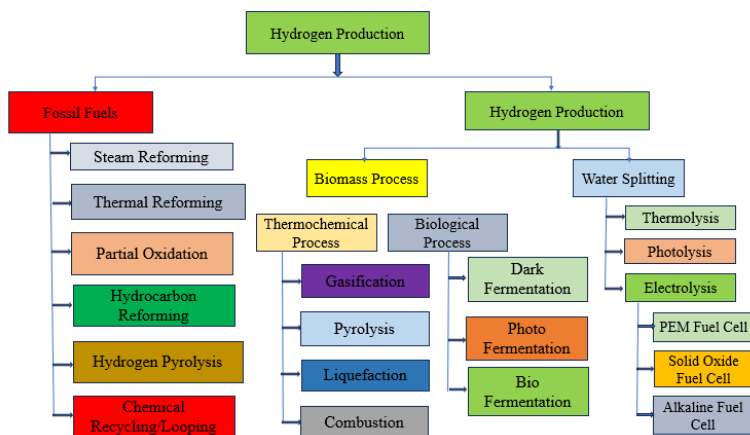 Hydrogen Production
Fossil Fuels
Hydrogen Production
Steam Reforming
Thermal Reforming
Partial Oxidation
Hydrocarbon
Reforming
Hydrogen Pyrolysis
Chemical
Recycling/Looping
Biomass Process
Water Splitting
Thermochemical
Process
Gasification
Pyrolysis
Liquefaction
Combustion
Biological
Process
Dark
Fermentation
Photo
Fermentation
Bio
Fermentation
Thermolysis
Photolysis
Electrolysis
PEM Fuel Cell
Solid Oxide
Fuel Cell
Alkaline Fuel
Cell